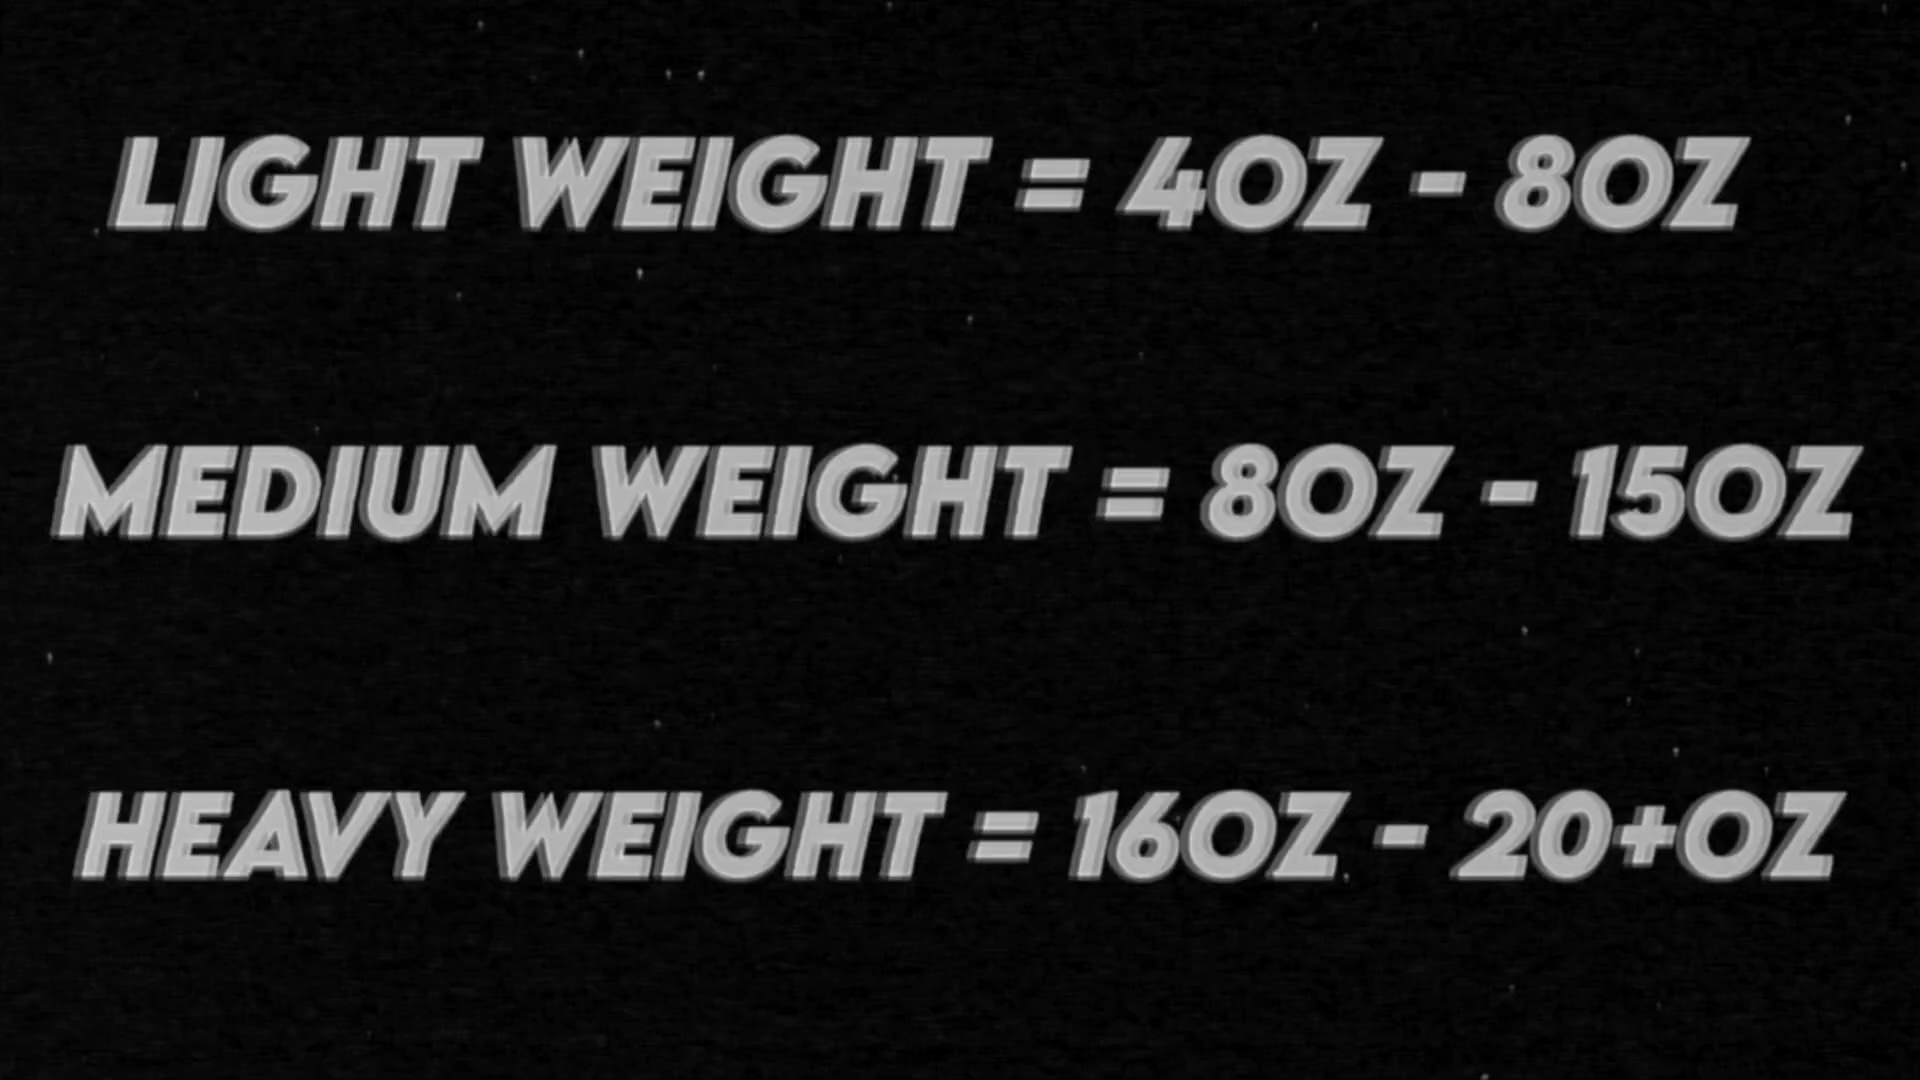 LIGHT WEIGHT = 4OZ - 8OZ
MEDIUM WEIGHT = 8OZ - 15OZ
HEAVY WEIGHT = 16OZ - 20+OZ